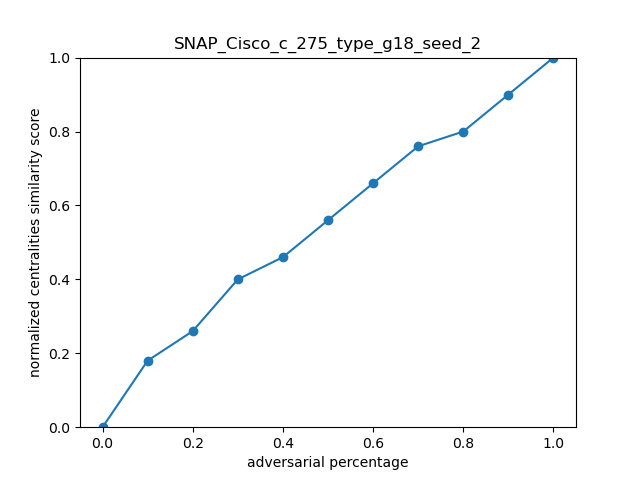 SNAP_Cisco_c_275_type_g18_seed_2
normalized centralities similarity score
1.0
0.8
0.6
0.4
0.2
0.0
0.0 0.2 0.4 0.6 0.8 1.0
adversarial percentage